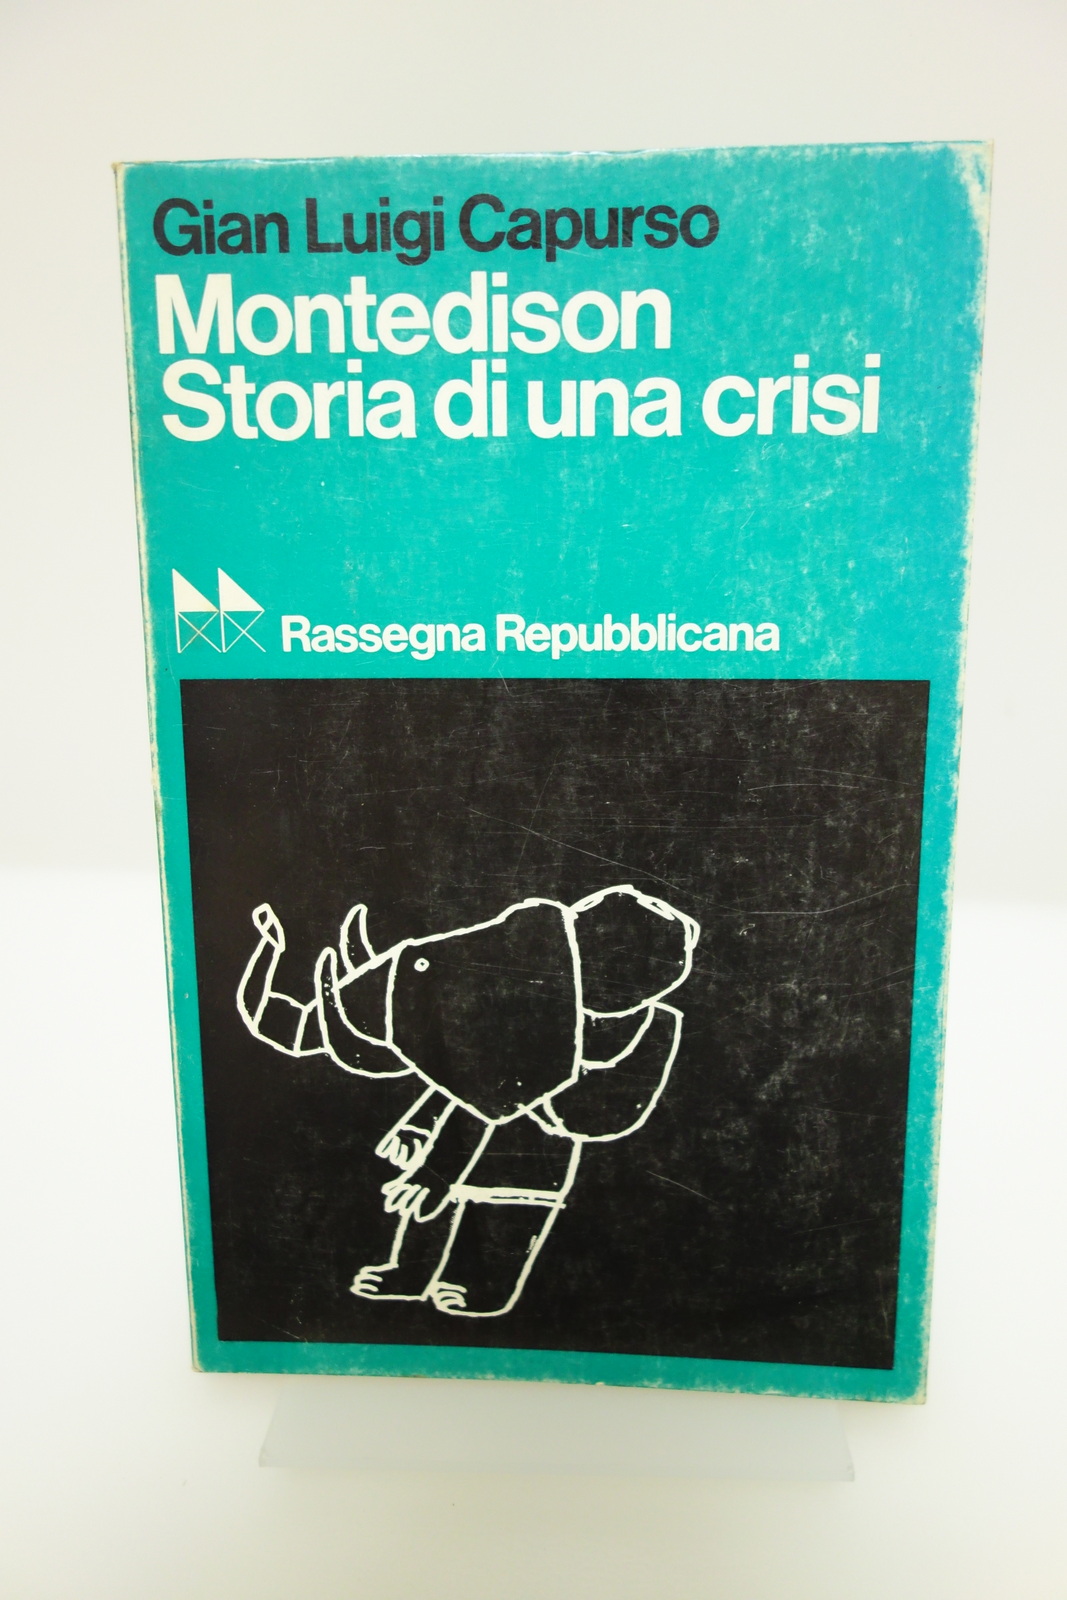 Gian Luigi Capurso
Montedison
Storia di una crisi
Rassegna Repubblicana